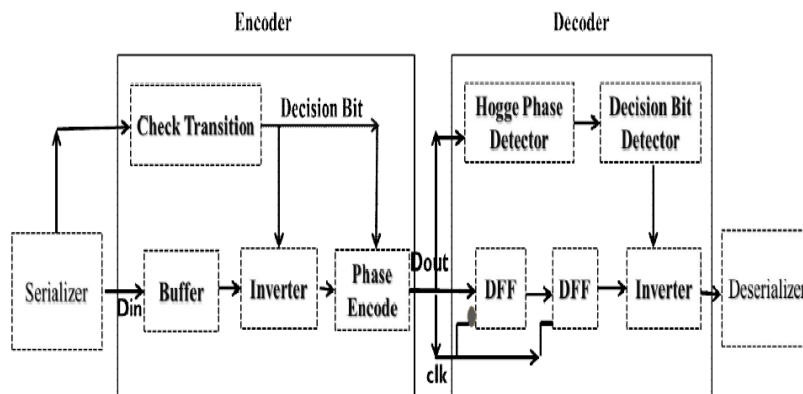 Encoder
Decoder
Check Transition
Decision Bit
Hogge Phase
Detector
Decision Bit
Detector
Serializer
Din
Buffer
Inverter
Phase
Encode
Dout
DFF
DFF
Inverter
Deserializer
clk